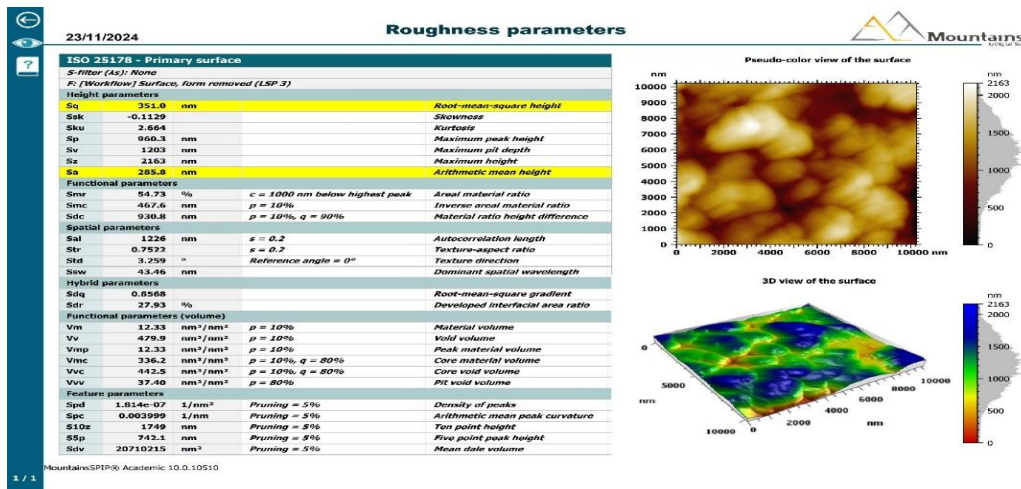 23/11/2024
Roughness parameters
Mountains
ISO 25178 - Primary surface
S-filter (λs): None
F: [Workflow] Surface, form removed (LSP 3)
Height parameters
Sq 351.0 nm Root-mean-square height
Ssk -0.1129 Skewness
Sku 2.664 Kurtosis
Sp 960.3 nm Maximum peak height
Sv 1203 nm Maximum pit depth
Sz 2163 nm Maximum height
Sa 285.8 nm Arithmetic mean height
Functional parameters
Smr 54.73 % c = 1000 nm below highest peak Areal material ratio
Smc 467.6 nm p = 10% Inverse areal material ratio
Sdc 930.8 nm p = 10%, q = 90% Material ratio height difference
Spatial parameters
Sal 1226 nm s = 0.2 Autocorrelation length
Str 0.7522 s = 0.2 Texture-aspect ratio
Std 3.259 ° Reference angle = 0° Texture direction
Ssw 43.46 nm Dominant spatial wavelength
Hybrid parameters
Sdq 0.8568 Root-mean-square gradient
Sdr 27.93 % Developed interfacial area ratio
Functional parameters (volume)
Vm 12.33 nm³/nm² p = 10% Material volume
Vv 479.9 nm³/nm² p = 10% Void volume
Vmp 12.33 nm³/nm² p = 10% Peak material volume
Vmc 336.2 nm³/nm² p = 10%, q = 80% Core material volume
Vvc 442.5 nm³/nm² p = 10%, q = 80% Core void volume
Vvv 37.40 nm³/nm² p = 80% Pit void volume
Feature parameters
Spd 1.814e-07 1/nm² Pruning = 5% Density of peaks
Spc 0.003999 1/nm Pruning = 5% Arithmetic mean peak curvature
S10z 1749 nm Pruning = 5% Ten point height
S5p 742.1 nm Pruning = 5% Five point peak height
Sdv 20710215 nm³ Pruning = 5% Mean dale volume
MountainsSPIP® Academic 10.0.10510
1 / 1
?
Pseudo-color view of the surface
nm
10000
9000
8000
7000
6000
5000
4000
3000
2000
1000
0
0 2000 4000 6000 8000 10000 nm
nm
2163
2000
1500
1000
500
0
3D view of the surface
0
5000
nm
10000
0
2000
4000
nm
6000
8000
10000
nm
2163
2000
1500
1000
500
0